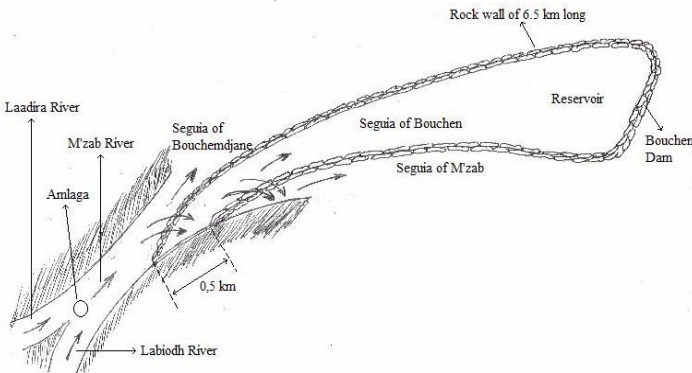 Rock wall of 6.5 km long
Laadira River
Reservoir
M'zab River
Seguia of
Bouchemdjane
Seguia of Bouchen
Bouchen
Dam
Seguia of M'zab
Amlaga
0,5 km
Labiodh River